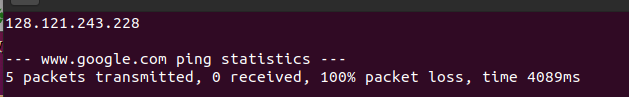 128.121.243.228
--- www.google.com ping statistics ---
5 packets transmitted, 0 received, 100% packet loss, time 4089ms